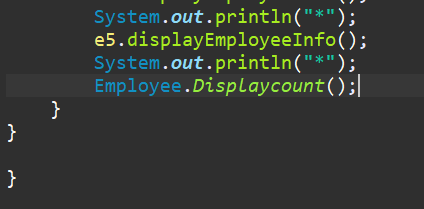 System.out.println("*");
e5.displayEmployeeInfo();
System.out.println("*");
Employee.Displaycount();
}
}
}